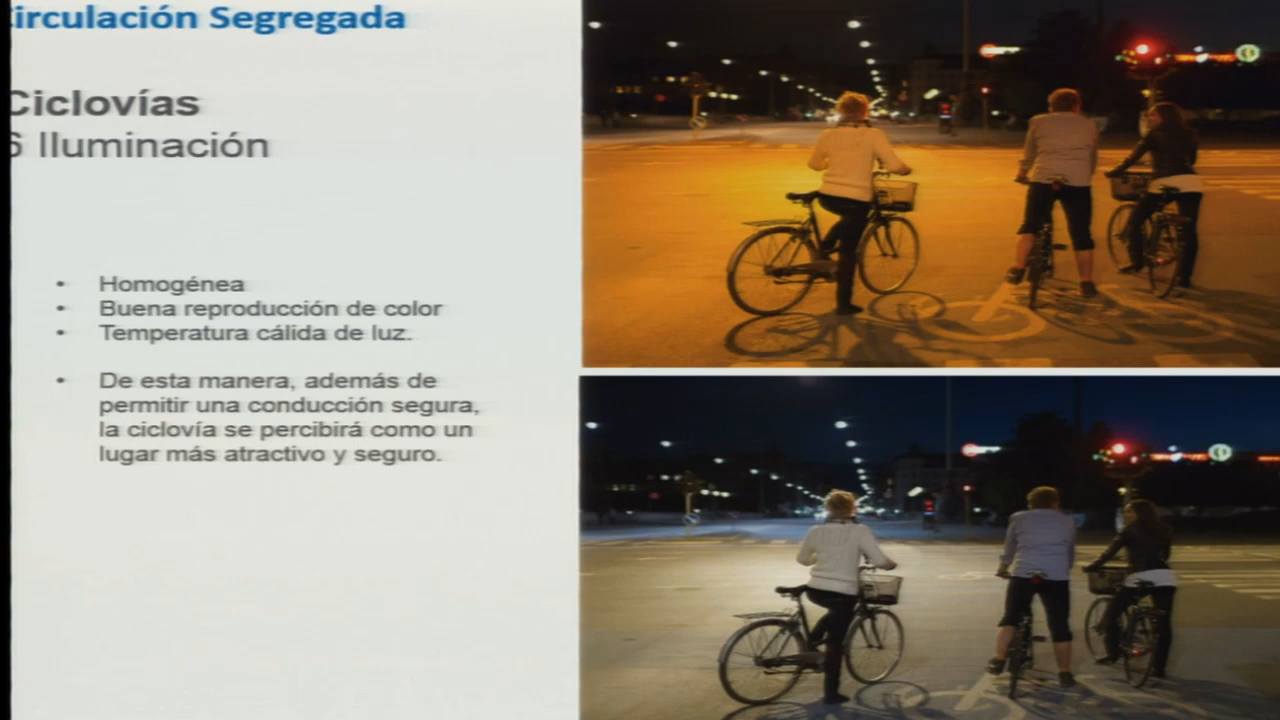 Circulación Segregada
Ciclovías
6 Iluminación
• Homogénea
• Buena reproducción de color
• Temperatura cálida de luz.
• De esta manera, además de
permitir una conducción segura,
la ciclovía se percibirá como un
lugar más atractivo y seguro.